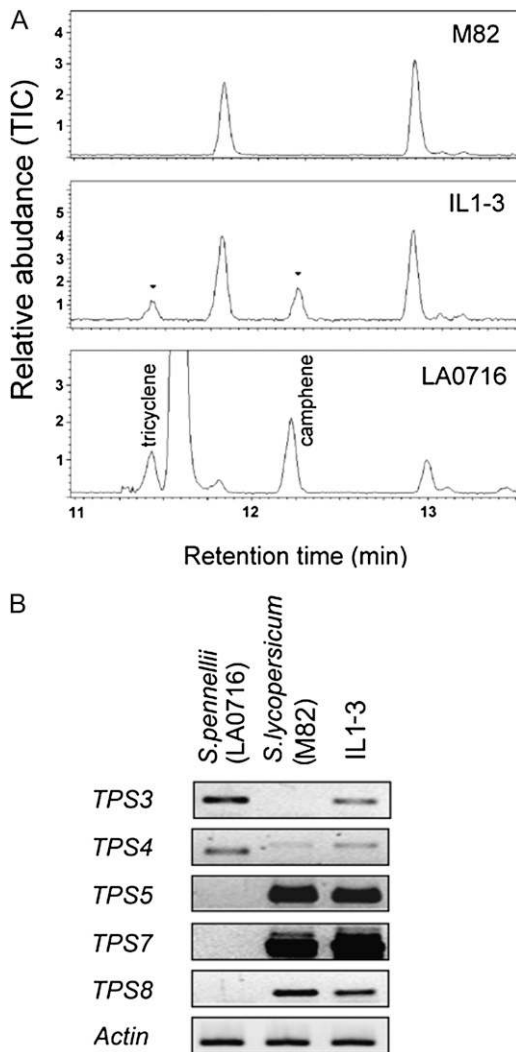 A
M82
4
3
2
1
IL1-3
5
4
3
2
1
LA0716
3
2
1
tricyclene
camphene
11
12
13
Relative abudance (TIC)
Retention time (min)
B
S.pennellii
(LA0716)
S.lycopersicum
(M82)
IL1-3
TPS3
TPS4
TPS5
TPS7
TPS8
Actin